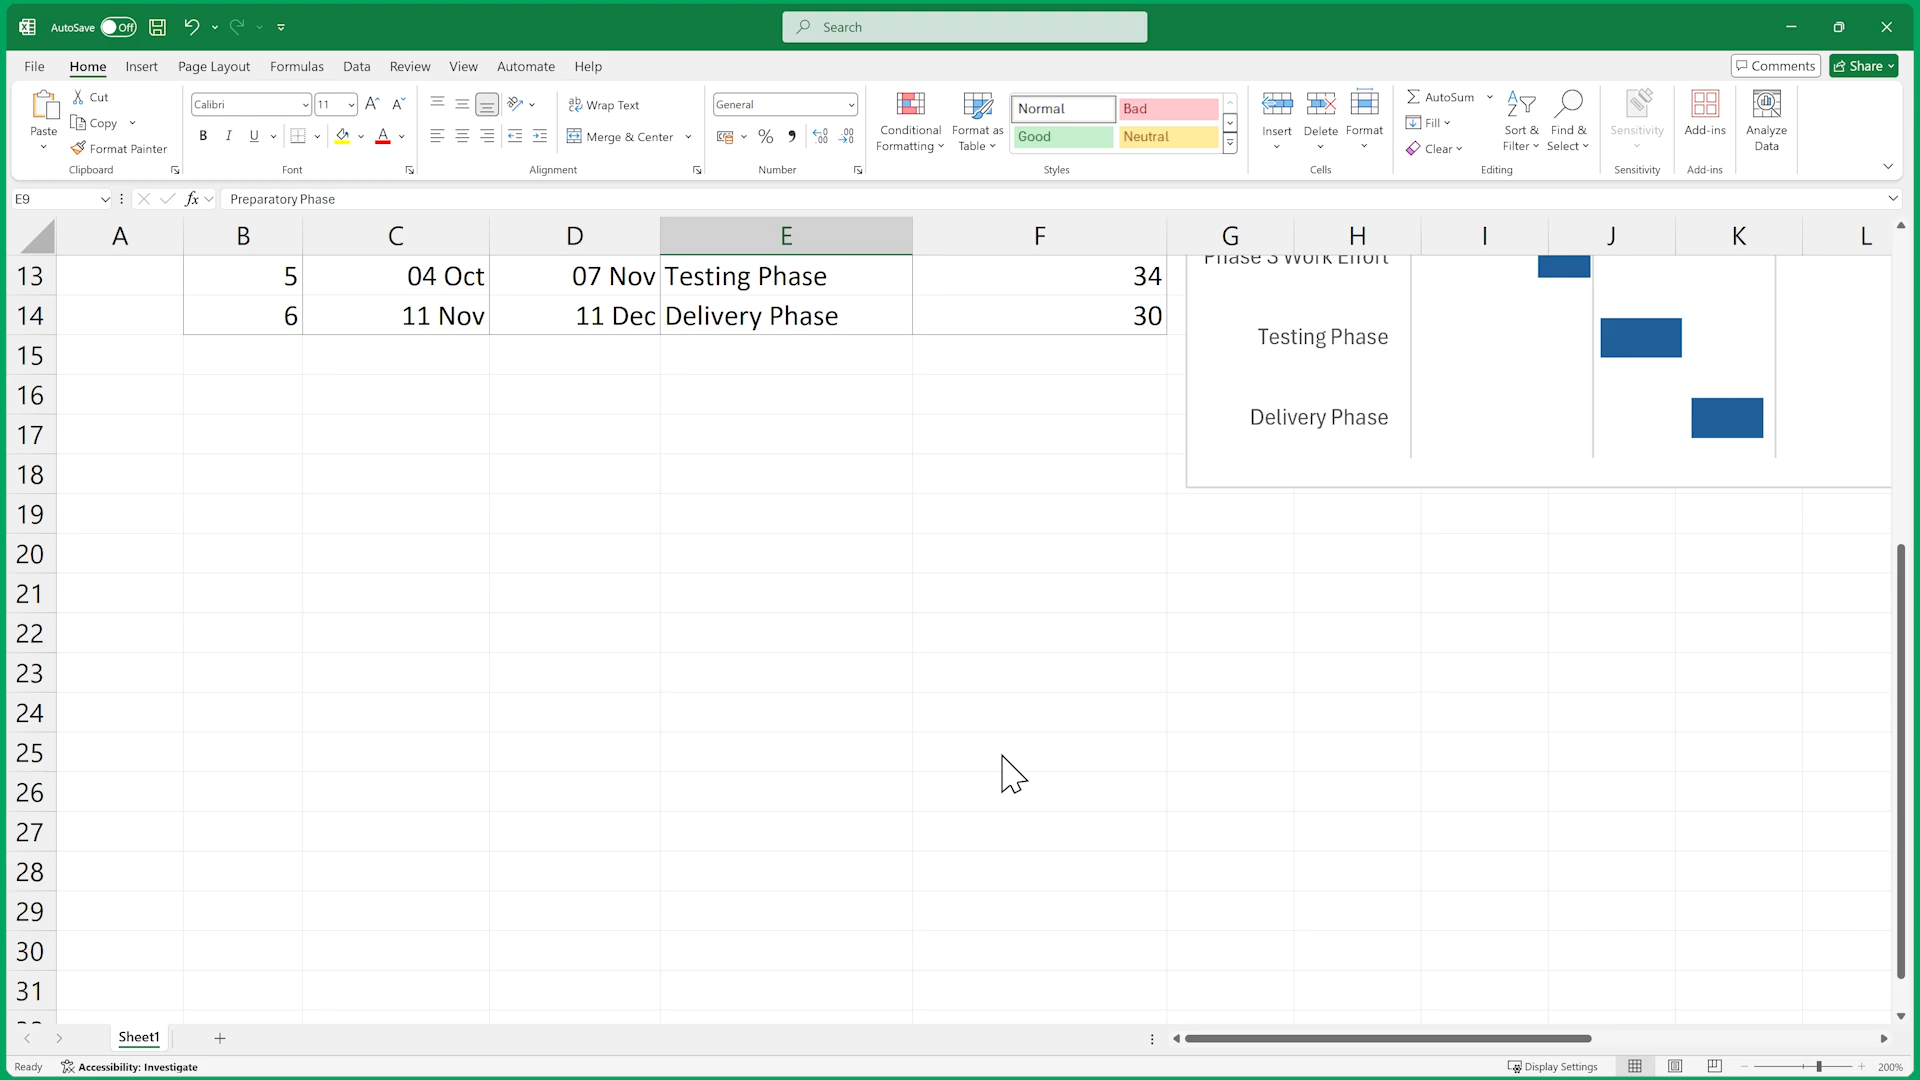 AutoSave Off Search
File Home Insert Page Layout Formulas Data Review View Automate Help Comments Share
Paste Cut Copy Format Painter Clipboard
Calibri 11 B I U A Font
Wrap Text Merge & Center Alignment
General % Number
Conditional Formatting Format as Table
Normal Bad Good Neutral Styles
Insert Delete Format Cells
AutoSum Fill Clear Sort & Filter Find & Select Editing
Sensitivity Sensitivity
Add-ins Add-ins
Analyze Data
E9 fx Preparatory Phase
A B C D E F G H I J K L
13 5 04 Oct 07 Nov Testing Phase 34
14 6 11 Nov 11 Dec Delivery Phase 30
15
16
17
18
19
20
21
22
23
24
25
26
27
28
29
30
31
Phase 3 Work Effort
Testing Phase
Delivery Phase
Sheet1
Ready Accessibility: Investigate Display Settings 200%